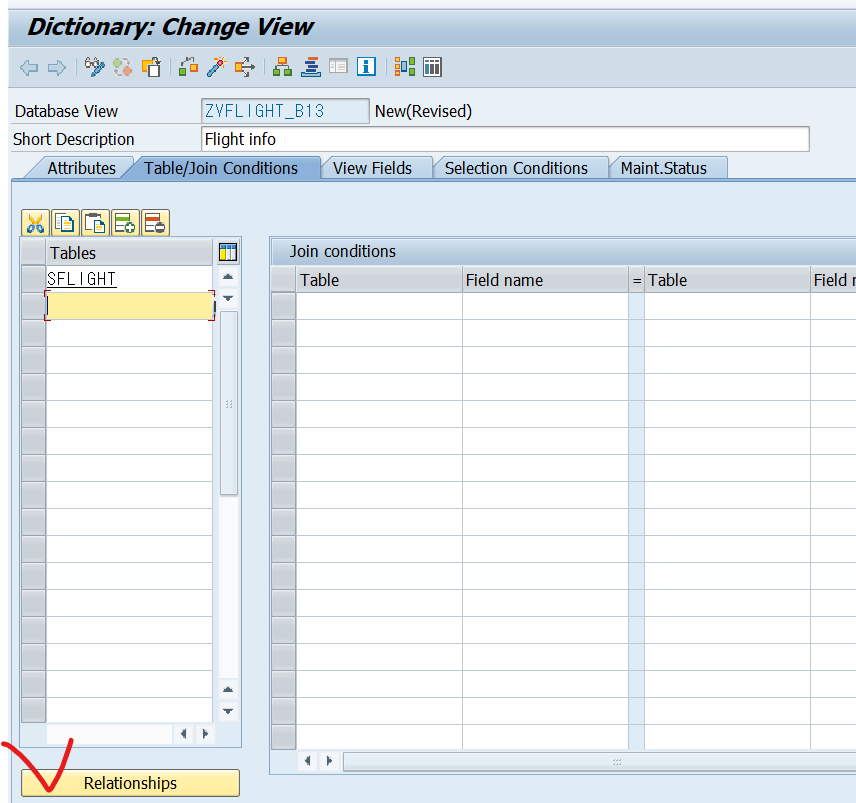 Dictionary: Change View
Database View ZVFLIGHT_B13 New(Revised)
Short Description Flight info
Attributes Table/Join Conditions View Fields Selection Conditions Maint.Status
Tables
SFLIGHT
Join conditions
Table Field name = Table Field
Relationships